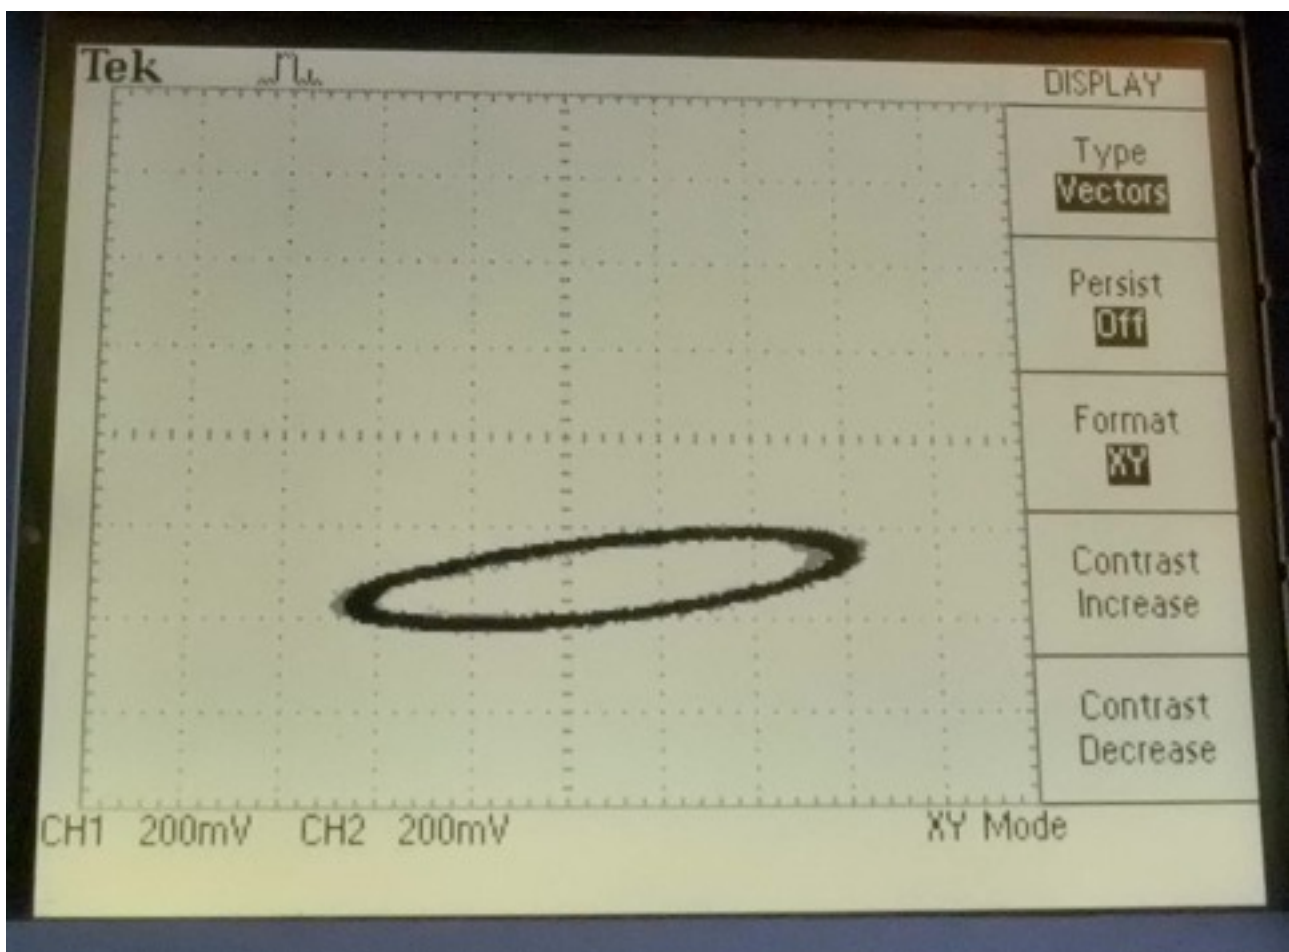 Tek
DISPLAY
Type
Vectors
Persist
Off
Format
XY
Contrast
Increase
Contrast
Decrease
CH1 200mV CH2 200mV XY Mode